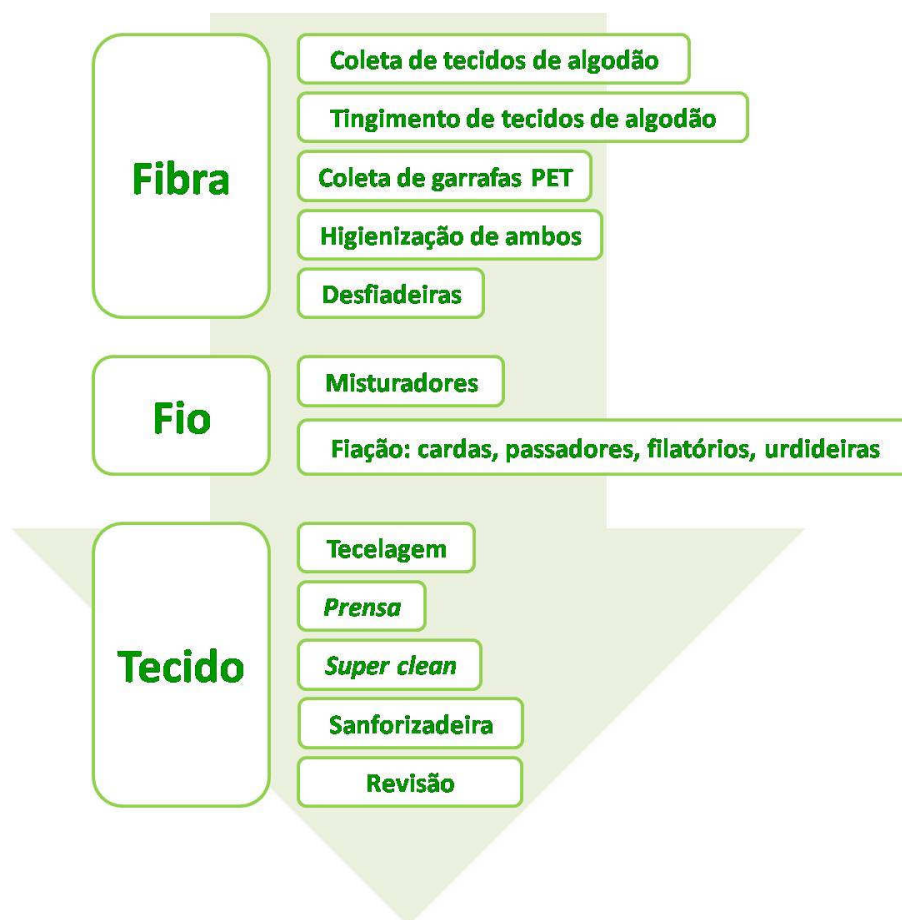 Fibra
Coleta de tecidos de algodão
Tingimento de tecidos de algodão
Coleta de garrafas PET
Higienização de ambos
Desfiadeiras
Fio
Misturadores
Fiação: cardas, passadores, filatórios, urdideiras
Tecido
Tecelagem
Prensa
Super clean
Sanforizadeira
Revisão